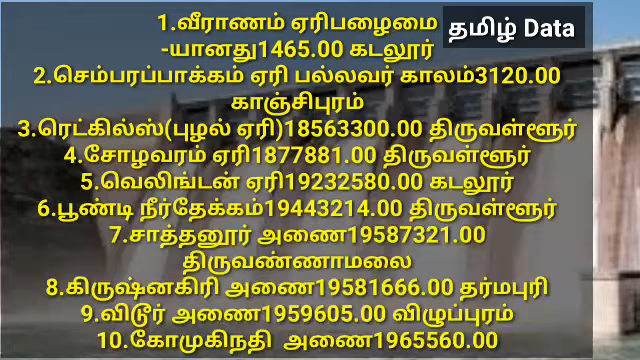 1.வீராணம் ஏரிபழைமை
தமிழ் Data
-யானது1465.00 கடலூர்
2.செம்பரப்பாக்கம் ஏரி பல்லவர் காலம்3120.00
காஞ்சிபுரம்
3.ரெட்கில்ஸ்(புழல் ஏரி)18563300.00 திருவள்ளூர்
4.சோழவரம் ஏரி1877881.00 திருவள்ளூர்
5.வெலிங்டன் ஏரி19232580.00 கடலூர்
6.பூண்டி நீர்தேக்கம்19443214.00 திருவள்ளூர்
7.சாத்தனூர் அணை19587321.00
திருவண்ணாமலை
8.கிருஷ்னகிரி அணை19581666.00 தர்மபுரி
9.விடூர் அணை1959605.00 விழுப்புரம்
10.கோமுகிநதி அணை1965560.00